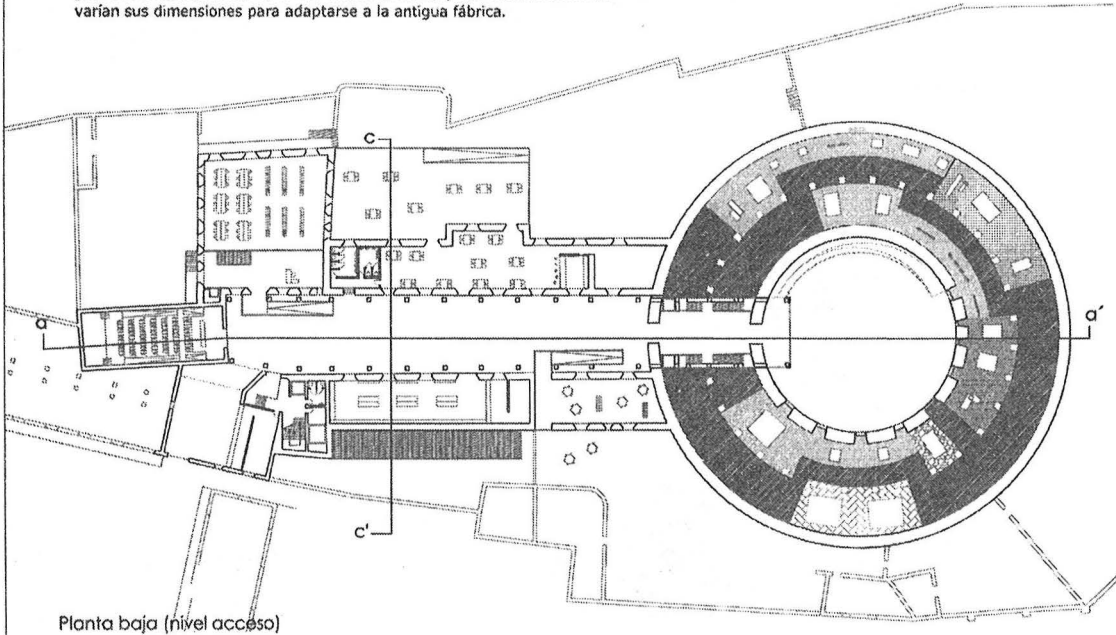 varían sus dimensiones para adaptarse a la antigua fábrica.
c
a
a´
c'
Planta baja (nivel acceso)